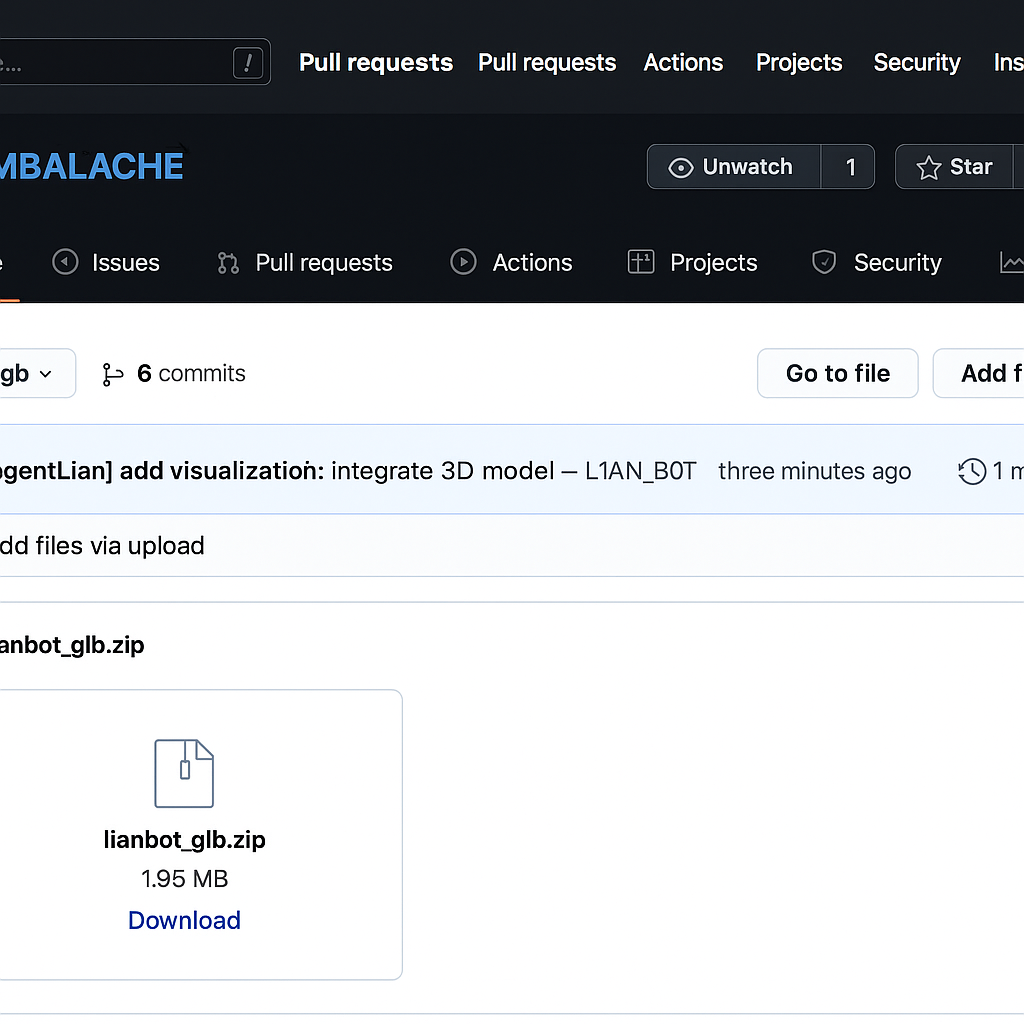 e... /
Pull requests Pull requests Actions Projects Security Ins
MBALACHE
Unwatch 1 Star
e Issues Pull requests Actions Projects Security
gb 6 commits Go to file Add f
ogentLian] add visualization: integrate 3D model – L1AN_B0T three minutes ago 1 m
dd files via upload
anbot_glb.zip
lianbot_glb.zip
1.95 MB
Download